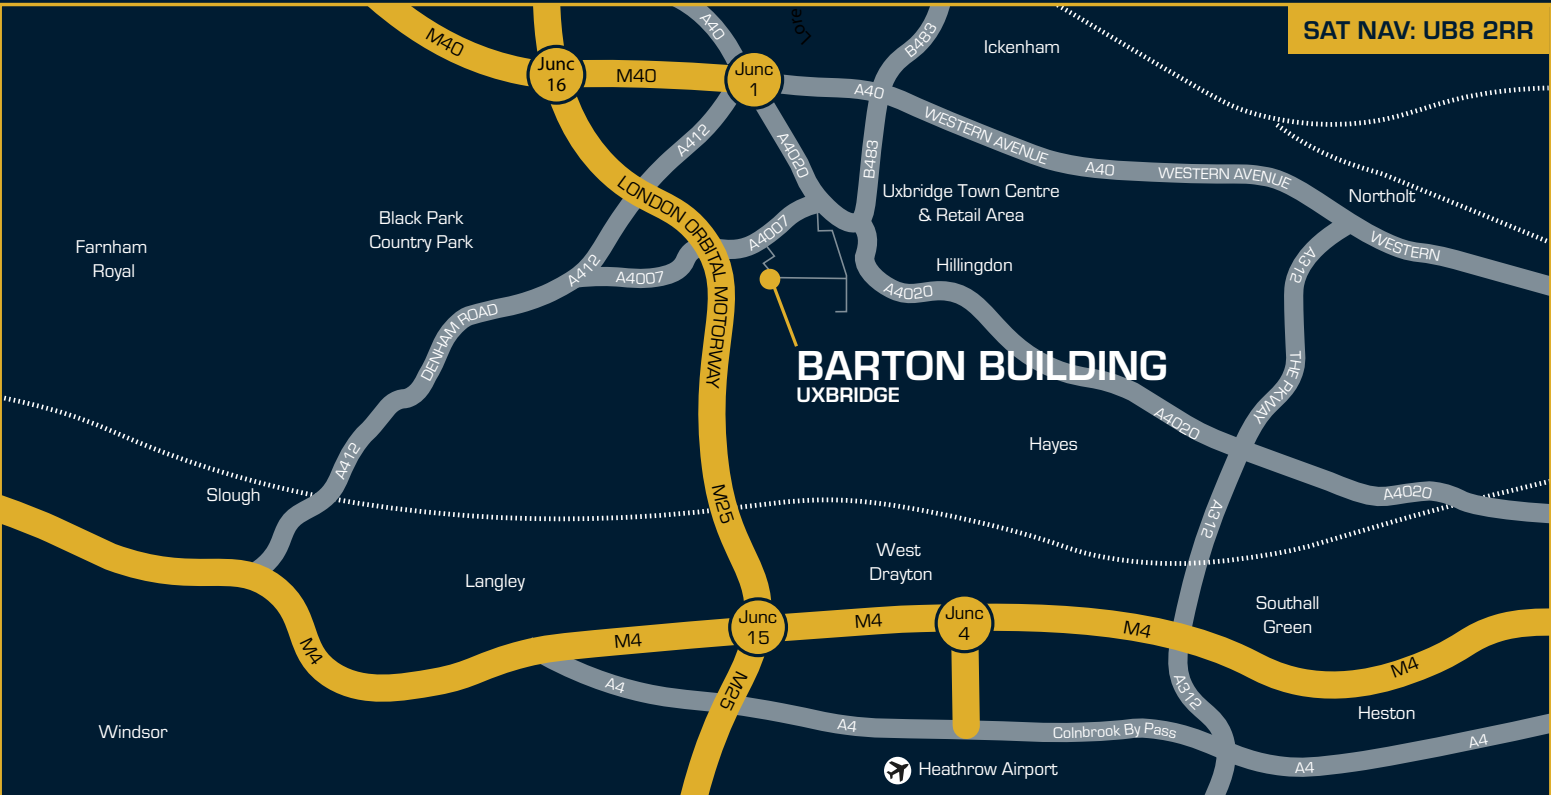 SAT NAV: UB8 2RR
M40
A40
Lore
B483
Ickenham
Junc
16
M40
Junc
1
A40
WESTERN AVENUE
A40
WESTERN AVENUE
Northolt
WESTERN
A412
A4020
B483
LONDON ORBITAL MOTORWAY
Uxbridge Town Centre
& Retail Area
Black Park
Country Park
Farnham
Royal
A4007
A412
A4007
Hillingdon
A4020
A312
DENHAM ROAD
BARTON BUILDING
UXBRIDGE
THE PKWAY
A4020
Hayes
A412
Slough
M25
A4020
A312
West
Drayton
Langley
Southall
Green
Junc
15
M4
Junc
4
M4
M4
M4
M4
M25
A4
A312
Heston
Windsor
A4
Colnbrook By Pass
A4
A4
Heathrow Airport